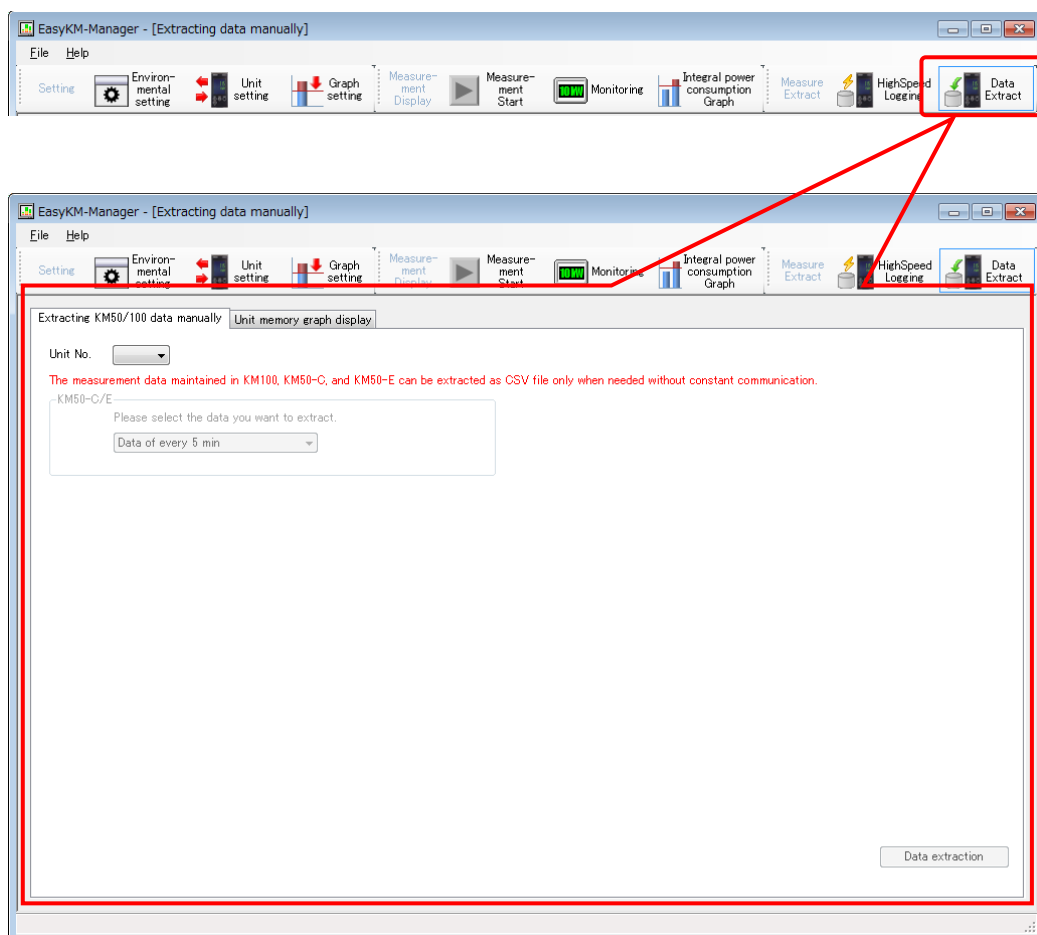 EasyKM-Manager - [Extracting data manually]
File Help
Setting
Environ-
mental
setting
Unit
setting
Graph
setting
Measure-
ment
Display
Measure-
ment
Start
10 kW
Monitoring
Integral power
consumption
Graph
Measure
Extract
HighSpeed
Logging
Data
Extract
EasyKM-Manager - [Extracting data manually]
File Help
Setting
Environ-
mental
setting
Unit
setting
Graph
setting
Measure-
ment
Display
Measure-
ment
Start
10 kW
Monitoring
Integral power
consumption
Graph
Measure
Extract
HighSpeed
Logging
Data
Extract
Extracting KM50/100 data manually
Unit memory graph display
Unit No.
The measurement data maintained in KM100, KM50-C, and KM50-E can be extracted as CSV file only when needed without constant communication.
KM50-C/E
Please select the data you want to extract.
Data of every 5 min
Data extraction